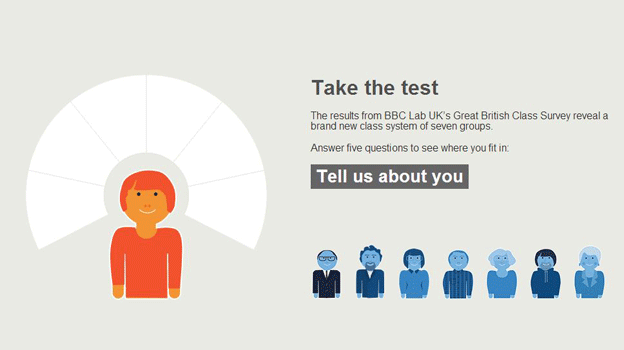 Take the test
The results from BBC Lab UK's Great British Class Survey reveal a
brand new class system of seven groups.
Answer five questions to see where you fit in:
Tell us about you